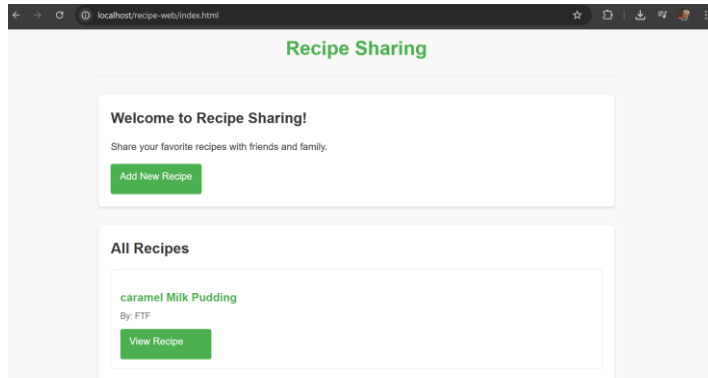 localhost/recipe-web/index.html
Recipe Sharing
Welcome to Recipe Sharing!
Share your favorite recipes with friends and family.
Add New Recipe
All Recipes
caramel Milk Pudding
By: FTF
View Recipe